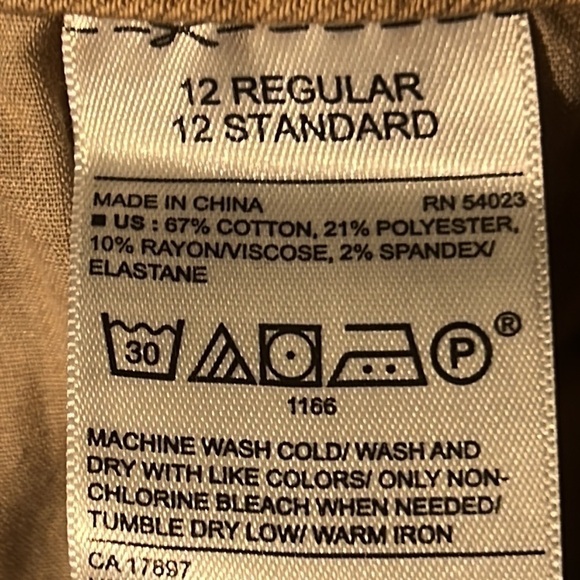 12 REGULAR
12 STANDARD
MADE IN CHINA RN 54023
US : 67% COTTON, 21% POLYESTER,
10% RAYON/VISCOSE, 2% SPANDEX/
ELASTANE
30 P ®
1166
MACHINE WASH COLD/ WASH AND
DRY WITH LIKE COLORS/ ONLY NON-
CHLORINE BLEACH WHEN NEEDED/
TUMBLE DRY LOW/ WARM IRON
CA 17897